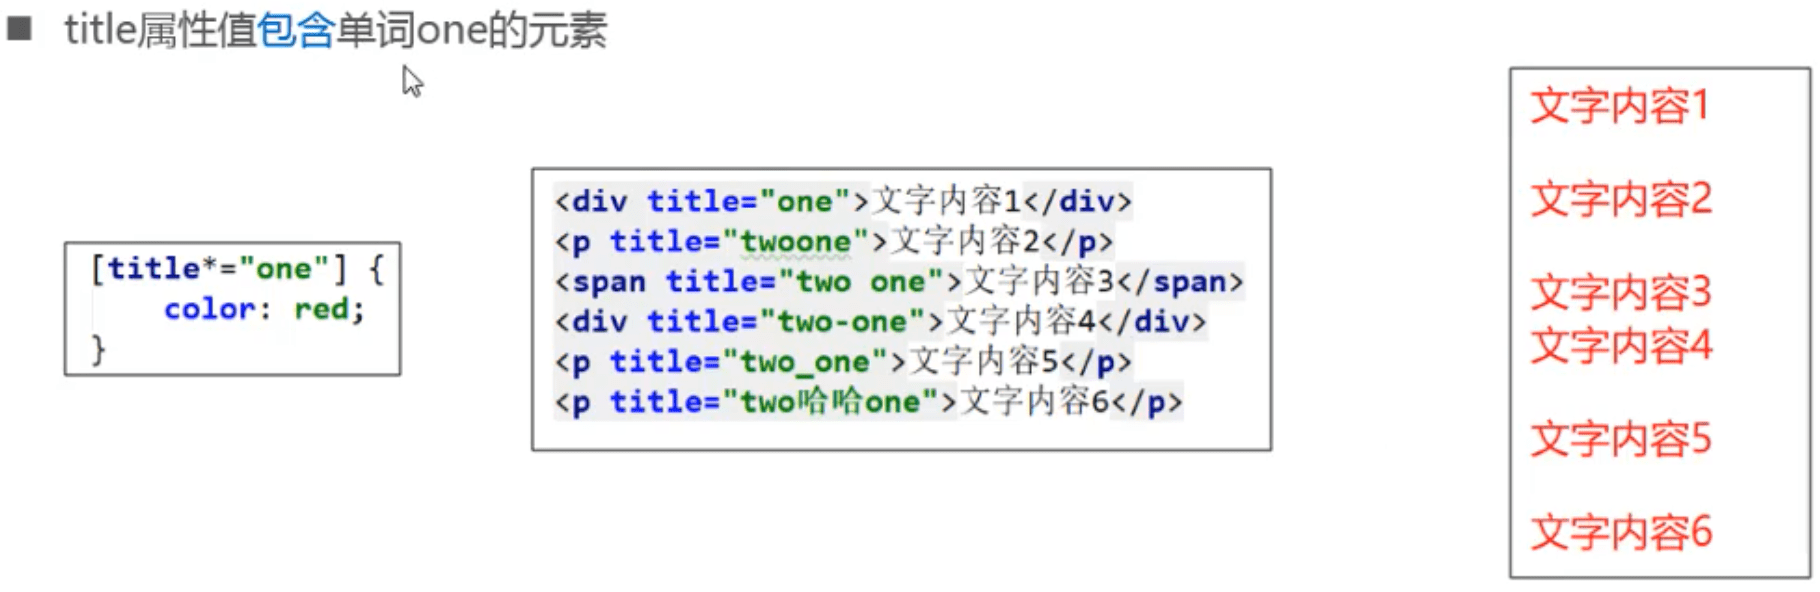 title属性值包含单词one的元素
[title*="one"] {
color: red;
}
<div title="one">文字内容1</div>
<p title="twoone">文字内容2</p>
<span title="two one">文字内容3</span>
<div title="two-one">文字内容4</div>
<p title="two_one">文字内容5</p>
<p title="two哈哈one">文字内容6</p>
文字内容1
文字内容2
文字内容3
文字内容4
文字内容5
文字内容6